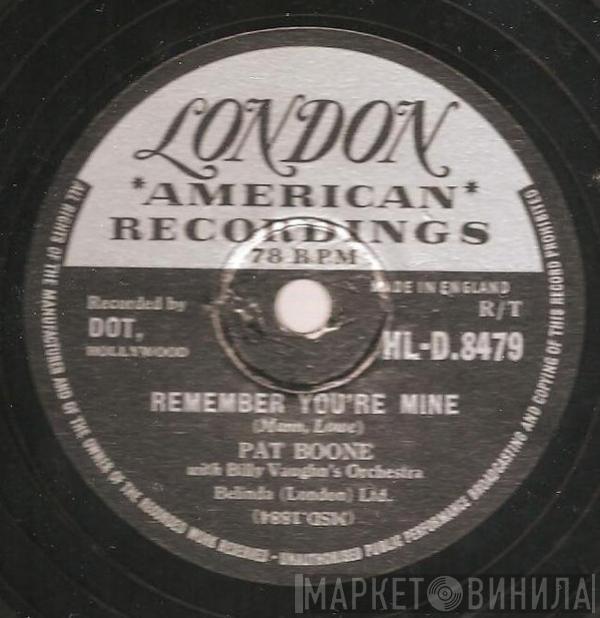 LONDON
*AMERICAN*
RECORDINGS
78 R.P.M
MADE IN ENGLAND
R/T
Recorded by
DOT,
HOLLYWOOD
HL-D.8479
REMEMBER YOU'RE MINE
(Mann, Lowe)
PAT BOONE
with Billy Vaughn's Orchestra
Belinda (London) Ltd.
ALL RIGHTS OF THE MANUFACTURER AND OF THE OWNER OF THE RECORDED WORK RESERVED · UNAUTHORISED PUBLIC PERFORMANCE BROADCASTING AND COPYING OF THIS RECORD PROHIBITED
МАРКЕТ ВИНИЛА